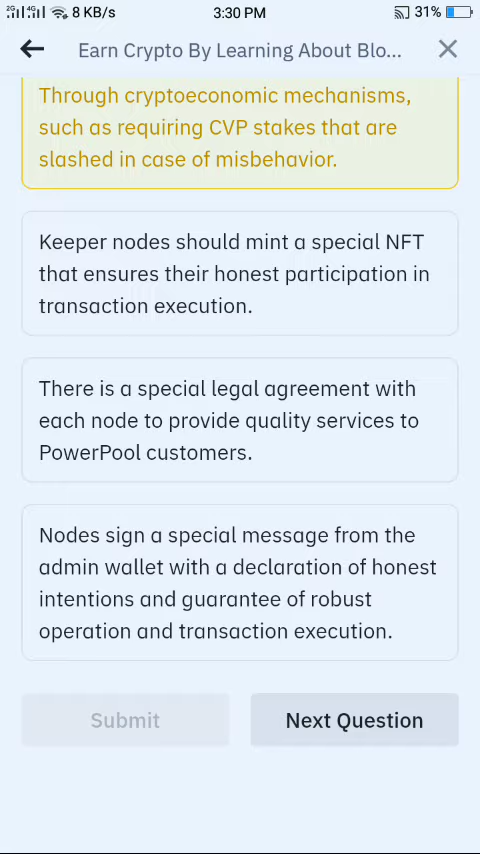 2G 4G 8 KB/s 3:30 PM 31%
Earn Crypto By Learning About Blo...
Through cryptoeconomic mechanisms,
such as requiring CVP stakes that are
slashed in case of misbehavior.
Keeper nodes should mint a special NFT
that ensures their honest participation in
transaction execution.
There is a special legal agreement with
each node to provide quality services to
PowerPool customers.
Nodes sign a special message from the
admin wallet with a declaration of honest
intentions and guarantee of robust
operation and transaction execution.
Submit Next Question